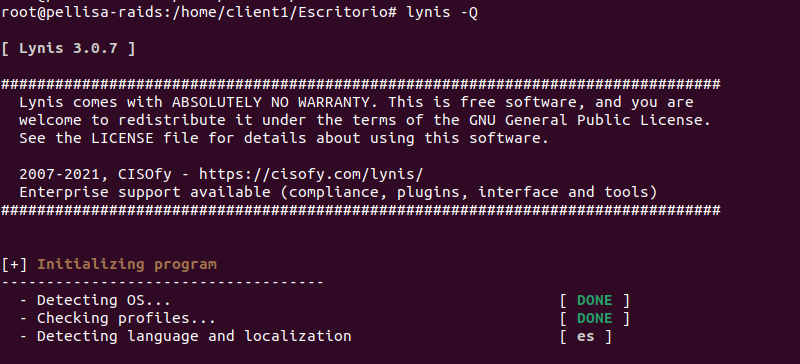 root@pellisa-raids:/home/client1/Escritorio# lynis -Q
[ Lynis 3.0.7 ]
################################################################################
Lynis comes with ABSOLUTELY NO WARRANTY. This is free software, and you are
welcome to redistribute it under the terms of the GNU General Public License.
See the LICENSE file for details about using this software.
2007-2021, CISOfy - https://cisofy.com/lynis/
Enterprise support available (compliance, plugins, interface and tools)
################################################################################
[+] Initializing program
------------------------------------
- Detecting OS... [ DONE ]
- Checking profiles... [ DONE ]
- Detecting language and localization [ es ]